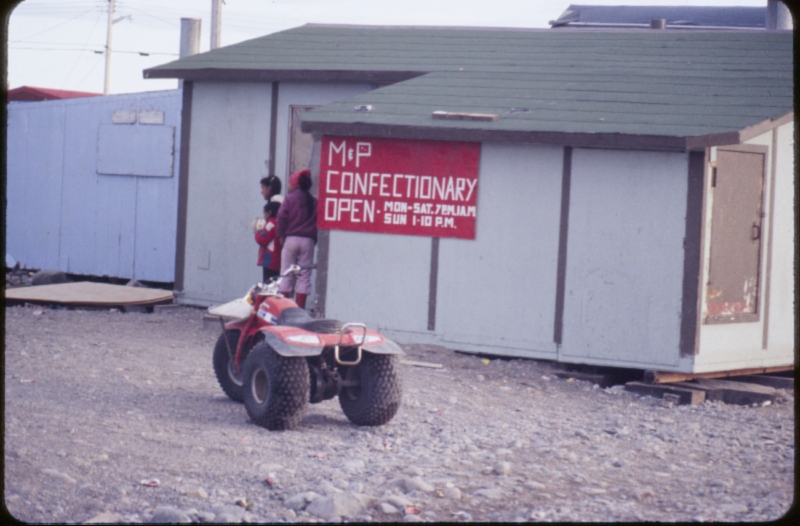 M & P
CONFECTIONARY
OPEN· MON-SAT. 7PM.1AM
SUN 1-10 P.M.